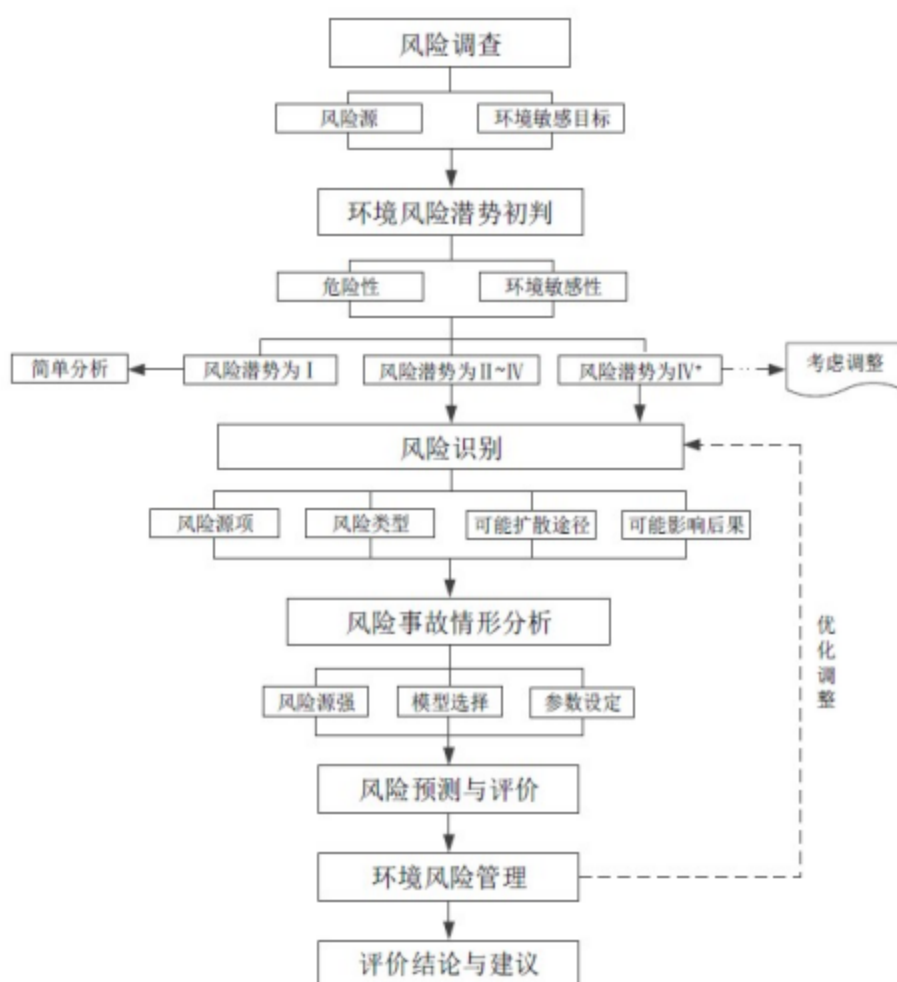 风险调查
风险源
环境敏感目标
环境风险潜势初判
危险性
环境敏感性
简单分析
风险潜势为Ⅰ
风险潜势为Ⅱ~Ⅳ
风险潜势为Ⅳ⁺
考虑调整
风险识别
风险源项
风险类型
可能扩散途径
可能影响后果
风险事故情形分析
优化调整
风险源强
模型选择
参数设定
风险预测与评价
环境风险管理
评价结论与建议